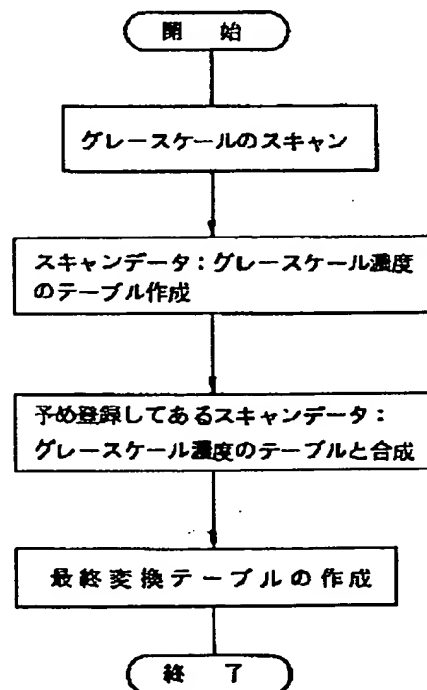 開 始
グレースケールのスキャン
スキャンデータ:グレースケール濃度
のテーブル作成
予め登録してあるスキャンデータ:
グレースケール濃度のテーブルと合成
最終変換テーブルの作成
終 了